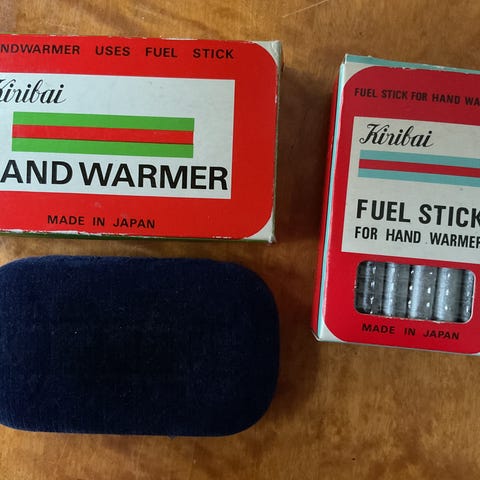 NDWARMER USES FUEL STICK
Kiribai
AND WARMER
MADE IN JAPAN
FUEL STICK FOR HAND WA
Kiribai
FUEL STICK
FOR HAND WARMER
MADE IN JAPAN